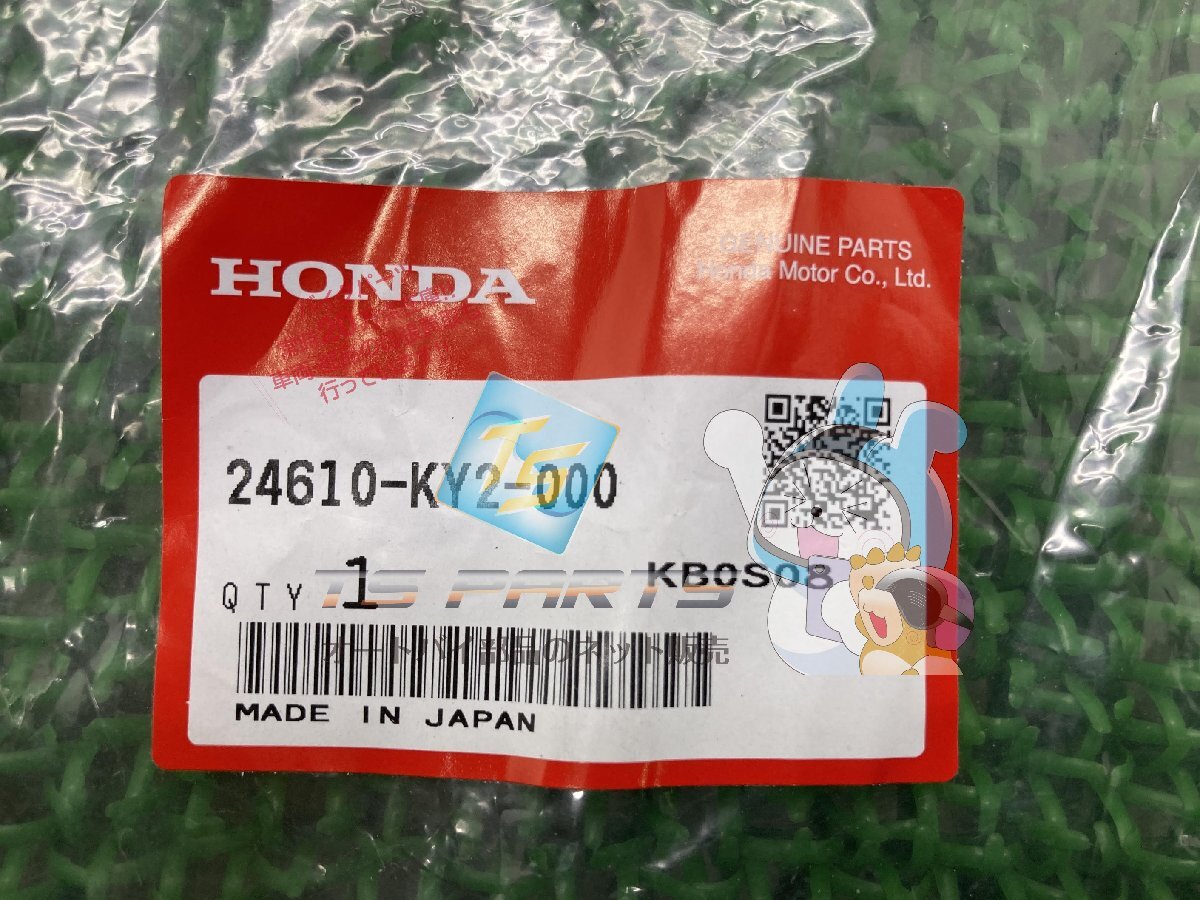 HONDA
GENUINE PARTS
Honda Motor Co., Ltd.
行って
TS
24610-KY2-000
QTY 1
TS PARTS
KB0S08
オートバイ部品のネット販売
MADE IN JAPAN